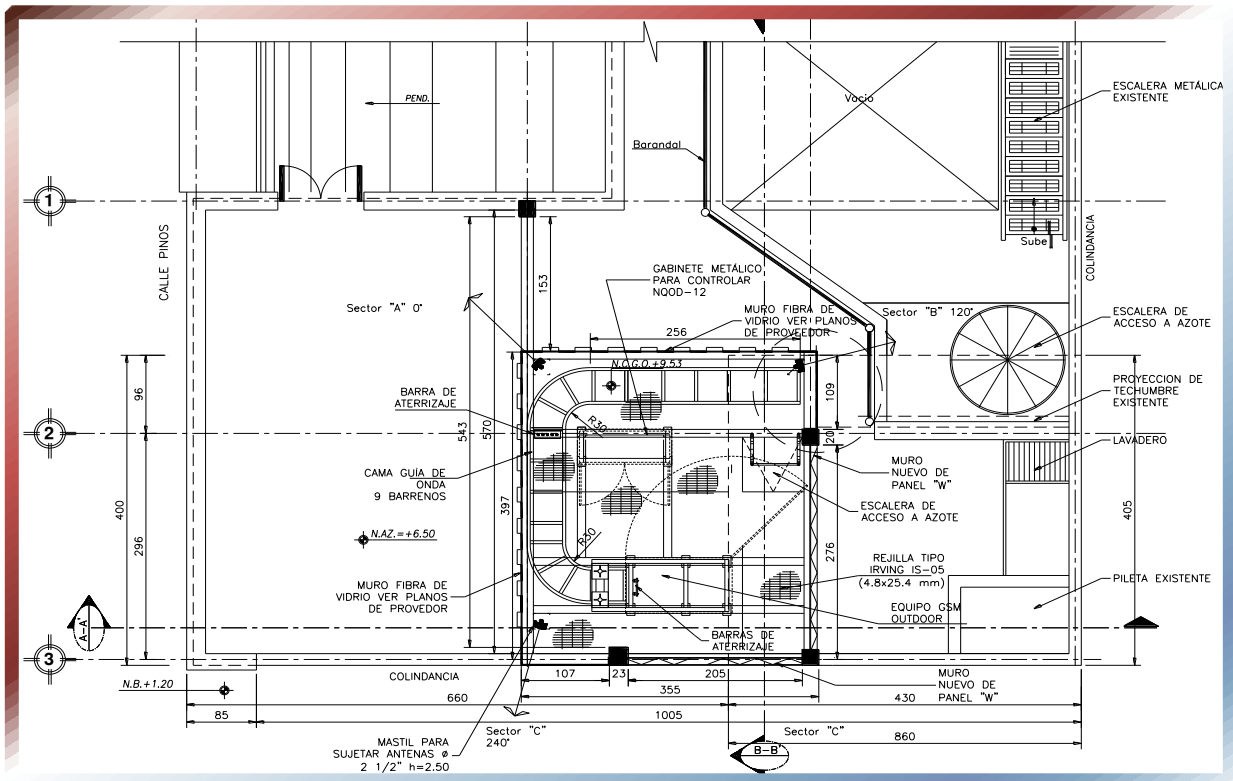 PEND.
Vacio
ESCALERA METÁLICA
EXISTENTE
Barandal
1
Sube
CALLE PINOS
COLINDANCIA
153
GABINETE METÁLICO
PARA CONTROLAR
NQOD-12
Sector "A" 0°
MURO FIBRA DE
VIDRIO VER PLANOS
DE PROVEEDOR
256
Sector "B" 120°
ESCALERA DE
ACCESO A AZOTE
N.C.G.O.+9.53
96
109
BARRA DE
ATERRIZAJE
PROYECCION DE
TECHUMBRE
EXISTENTE
R30
2
543
570
20
LAVADERO
CAMA GUÍA DE
ONDA
9 BARRENOS
MURO
NUEVO DE
PANEL "W"
400
397
405
ESCALERA DE
ACCESO A AZOTE
N.AZ.=+6.50
296
R30
276
REJILLA TIPO
IRVING IS-05
(4.8x25.4 mm)
MURO FIBRA DE
VIDRIO VER PLANOS
DE PROVEDOR
PILETA EXISTENTE
EQUIPO GSM
OUTDOOR
A-A'
BARRAS DE
ATERRIZAJE
3
COLINDANCIA
107
23
205
MURO
NUEVO DE
PANEL "W"
N.B.+1.20
660
355
430
85
1005
Sector "C"
240°
Sector "C"
860
MASTIL PARA
SUJETAR ANTENAS ø
2 1/2" h=2.50
B-B'